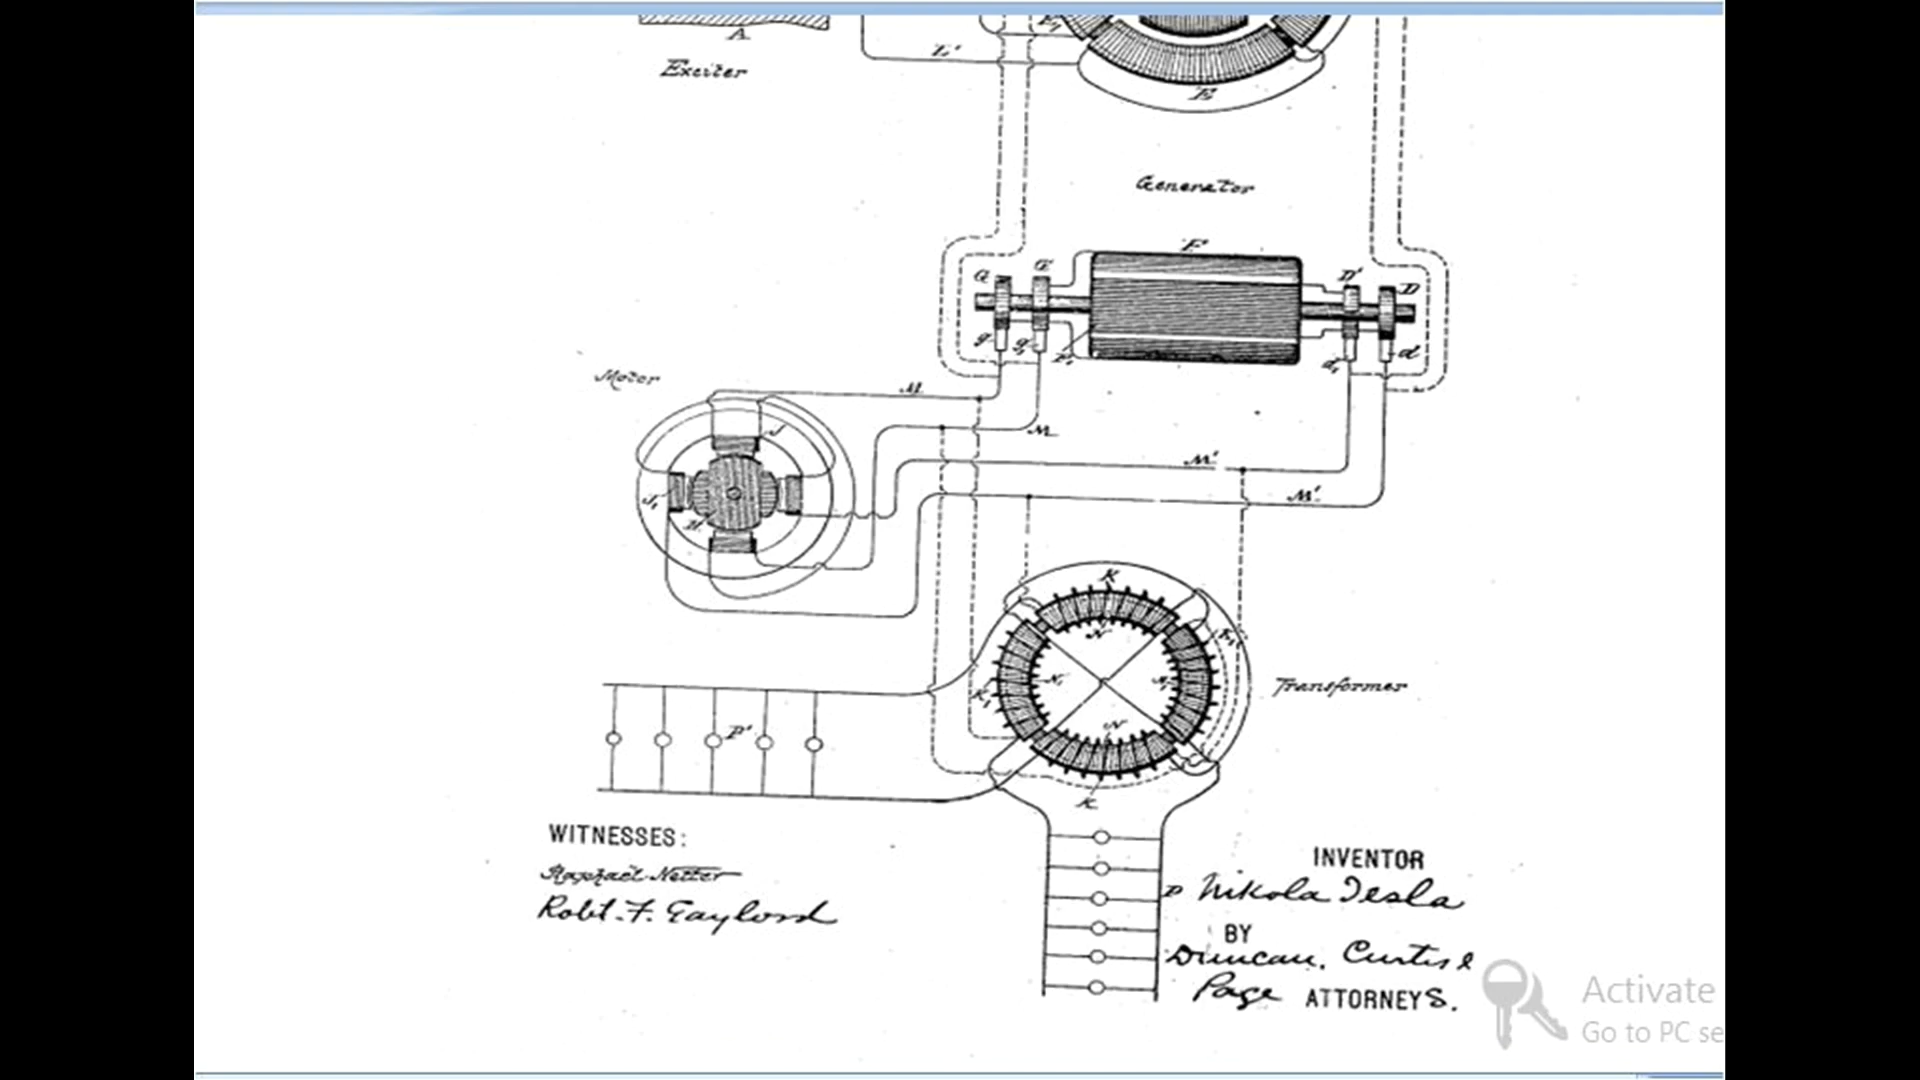 A
Exciter
L'
E
Generator
F
G
G
D'
D
g
d
Motor
M
J
M
M'
M'
H
K
N
Transformer
N
P'
K
WITNESSES:
Raphaël Netter
Robt. F. Gaylord
INVENTOR
P
Nikola Tesla
BY
Duncan, Curtis &
Page ATTORNEYS.
Activate
Go to PC se